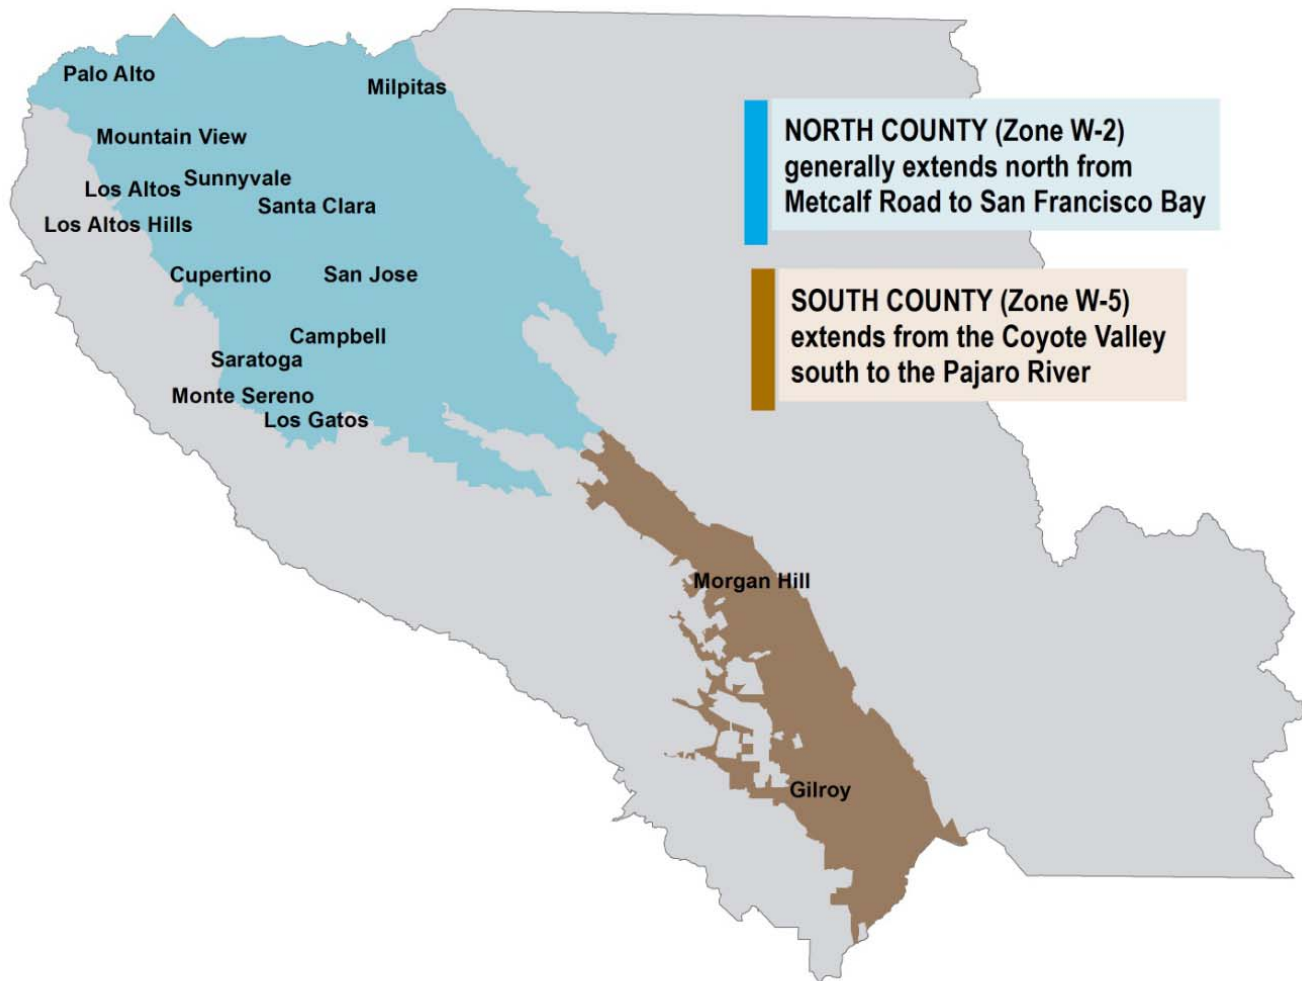 Palo Alto
Milpitas
Mountain View
Los Altos
Sunnyvale
Santa Clara
Los Altos Hills
Cupertino
San Jose
Campbell
Saratoga
Monte Sereno
Los Gatos
NORTH COUNTY (Zone W-2)
generally extends north from
Metcalf Road to San Francisco Bay
SOUTH COUNTY (Zone W-5)
extends from the Coyote Valley
south to the Pajaro River
Morgan Hill
Gilroy